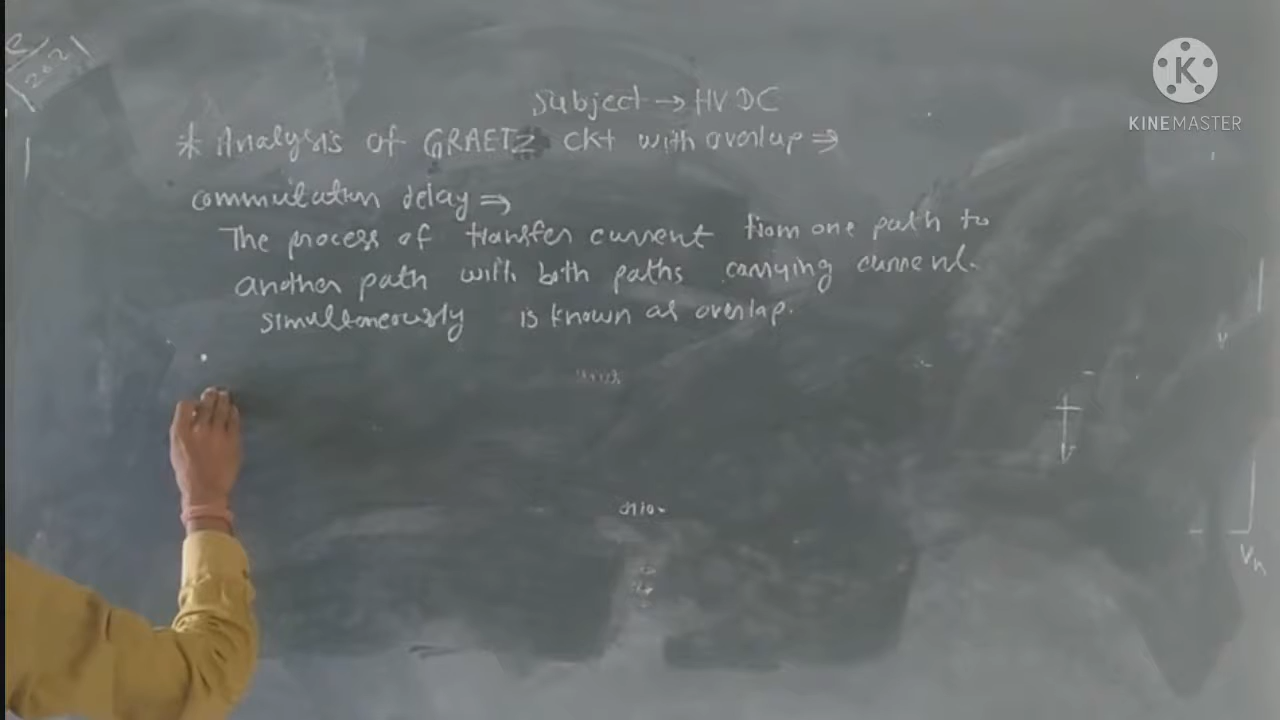 Subject → HVDC
* Analysis of GRAETZ ckt with overlap ⇒
commutation delay ⇒
The process of transfer current from one path to
another path with both paths carrying current.
simultaneously is known as overlap.
Vn
K
KINEMASTER